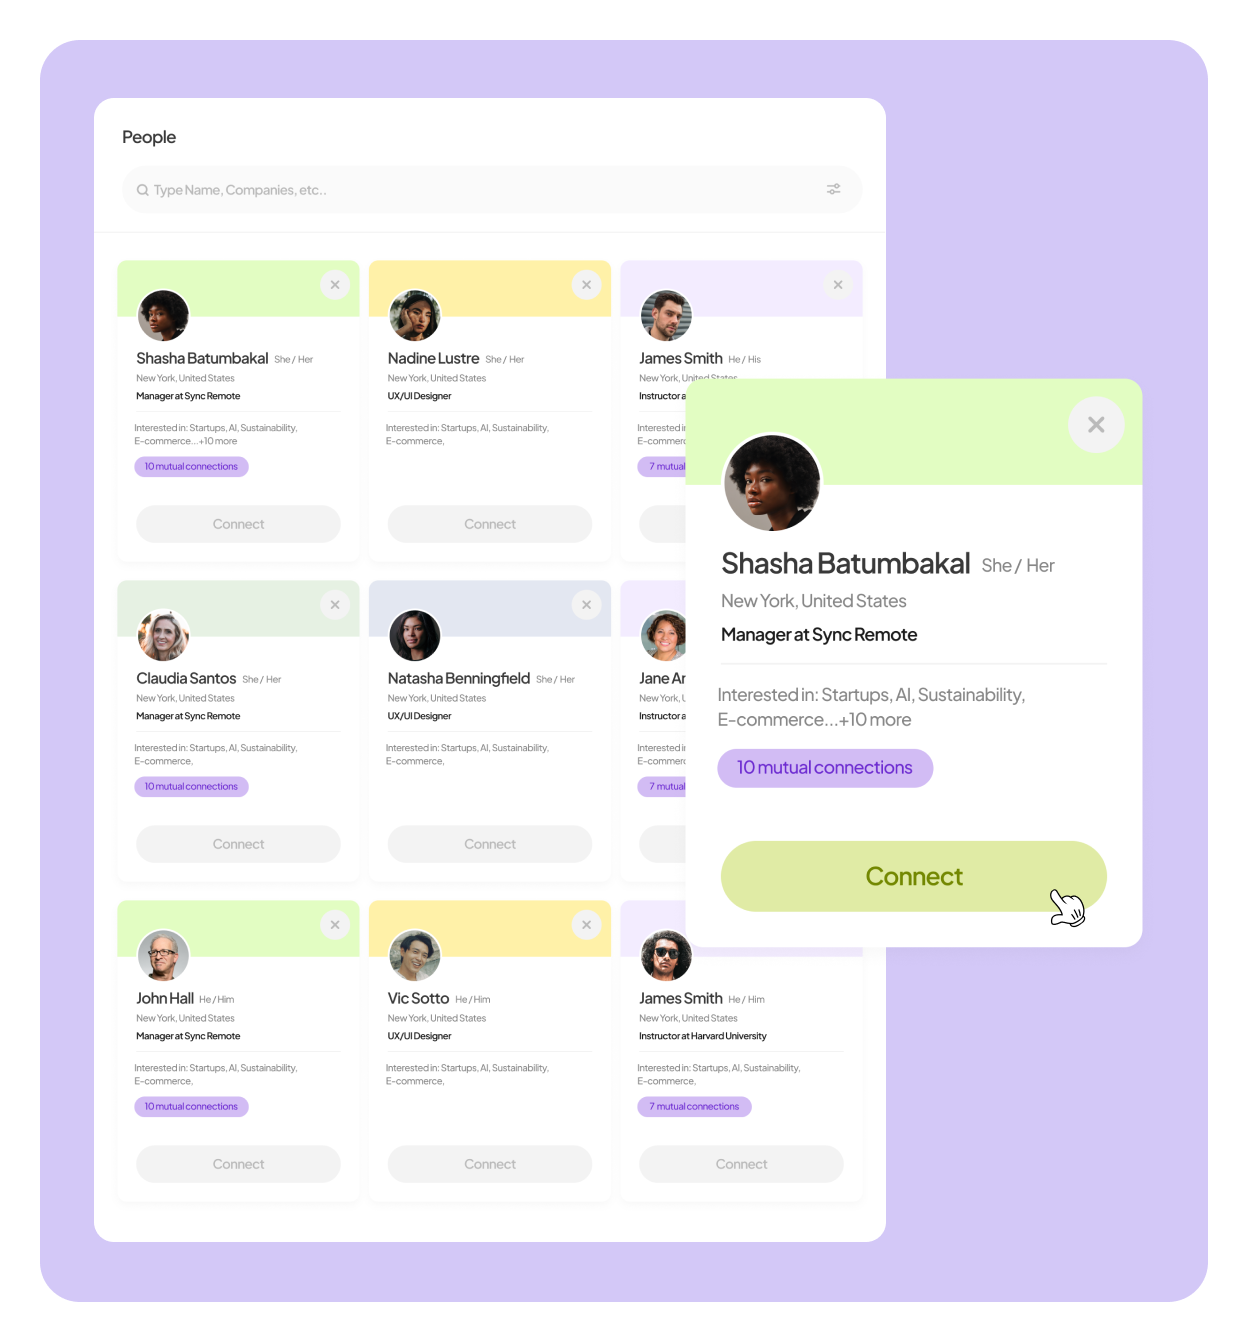 People
Type Name, Companies, etc..
Shasha Batumbakal She / Her
New York, United States
Manager at Sync Remote
Interested in: Startups, AI, Sustainability,
E-commerce...+10 more
10 mutual connections
Connect
Nadine Lustre She / Her
New York, United States
UX/UI Designer
Interested in: Startups, AI, Sustainability,
E-commerce,
Connect
James Smith He / His
New York, United States
Instructor a
Interested i
E-commerc
7 mutual
Shasha Batumbakal She / Her
New York, United States
Manager at Sync Remote
Interested in: Startups, AI, Sustainability,
E-commerce...+10 more
10 mutual connections
Connect
Claudia Santos She / Her
New York, United States
Manager at Sync Remote
Interested in: Startups, AI, Sustainability,
E-commerce,
10 mutual connections
Connect
Natasha Benningfield She / Her
New York, United States
UX/UI Designer
Interested in: Startups, AI, Sustainability,
E-commerce,
Connect
Jane Ar
New York, U
Instructor a
Interested i
E-commerc
7 mutual
John Hall He / Him
New York, United States
Manager at Sync Remote
Interested in: Startups, AI, Sustainability,
E-commerce,
10 mutual connections
Connect
Vic Sotto He / Him
New York, United States
UX/UI Designer
Interested in: Startups, AI, Sustainability,
E-commerce,
Connect
James Smith He / Him
New York, United States
Instructor at Harvard University
Interested in: Startups, AI, Sustainability,
E-commerce,
7 mutual connections
Connect